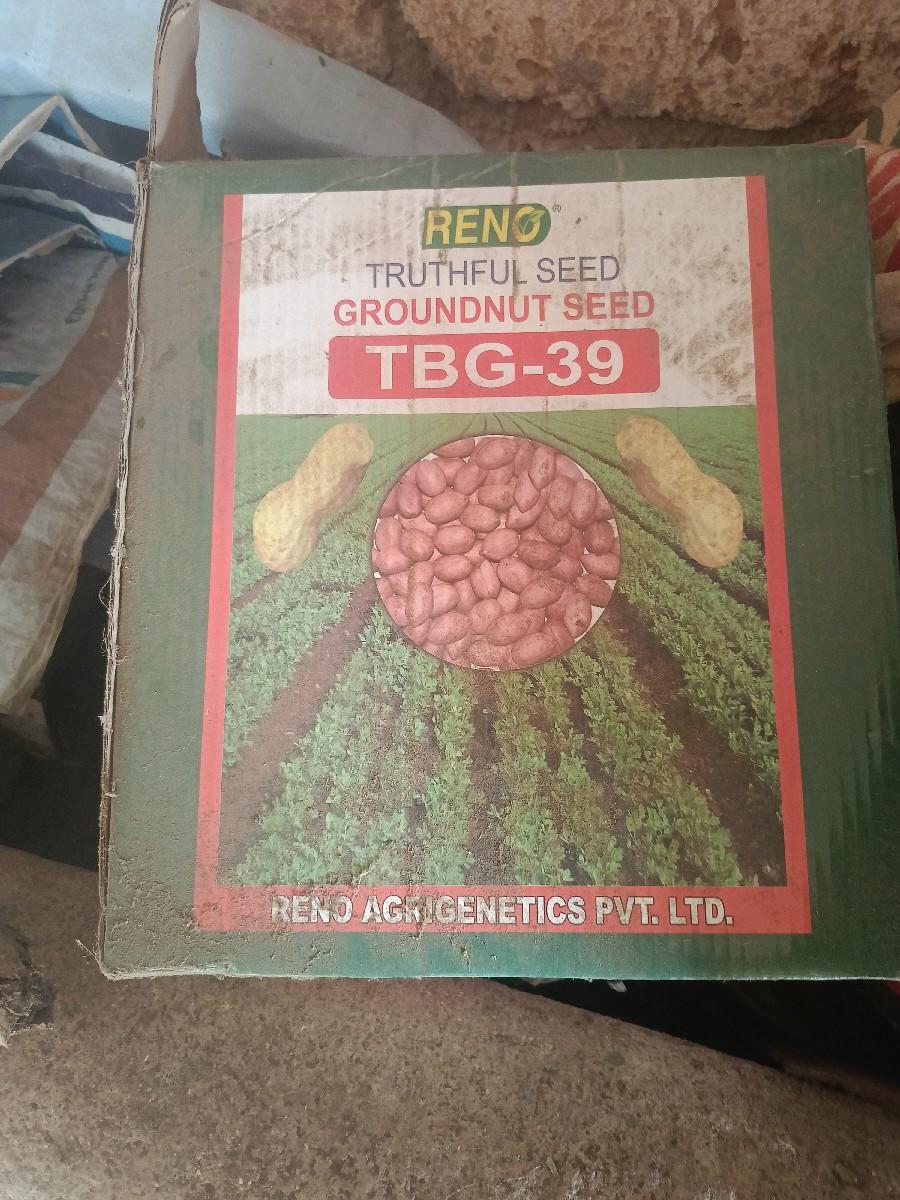 RENO®
TRUTHFUL SEED
GROUNDNUT SEED
TBG-39
RENO AGRIGENETICS PVT. LTD.